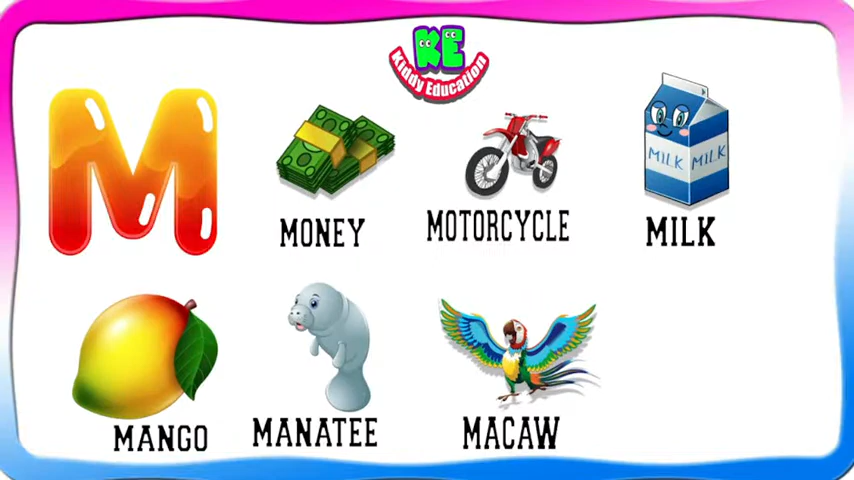 KE
Kiddy Education
M
MONEY
MOTORCYCLE
MILK MILK
MILK
MANGO
MANATEE
MACAW